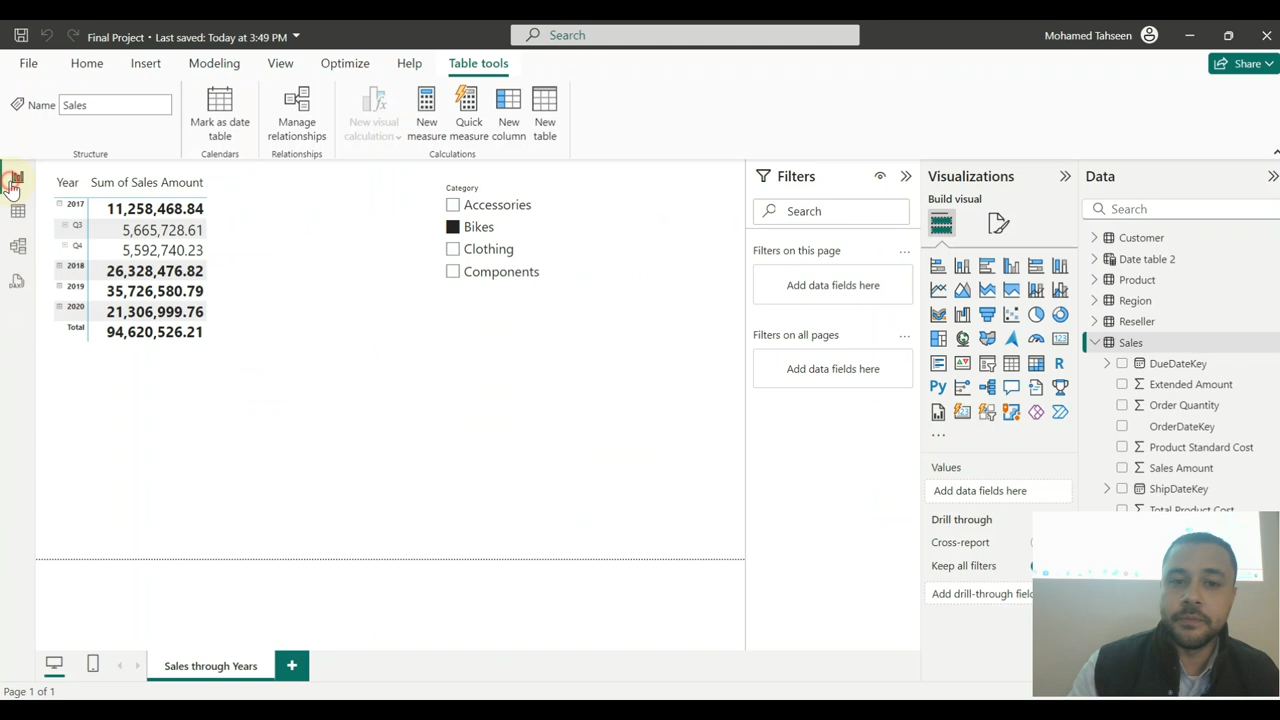 Final Project • Last saved: Today at 3:49 PM
Search
Mohamed Tahseen
File
Home
Insert
Modeling
View
Optimize
Help
Table tools
Share
Name
Sales
Mark as date
table
Manage
relationships
New visual
calculation
New
measure
Quick
measure
New
column
New
table
Structure
Calendars
Relationships
Calculations
Year Sum of Sales Amount
2017 11,258,468.84
Q3 5,665,728.61
Q4 5,592,740.23
2018 26,328,476.82
2019 35,726,580.79
2020 21,306,999.76
Total 94,620,526.21
Category
Accessories
Bikes
Clothing
Components
Filters
Search
Filters on this page
Add data fields here
Filters on all pages
Add data fields here
Visualizations
Build visual
Values
Add data fields here
Drill through
Cross-report
Keep all filters
Add drill-through field
Data
Search
Customer
Date table 2
Product
Region
Reseller
Sales
DueDateKey
Extended Amount
Order Quantity
OrderDateKey
Product Standard Cost
Sales Amount
ShipDateKey
Total Product Cost
Sales through Years
Page 1 of 1